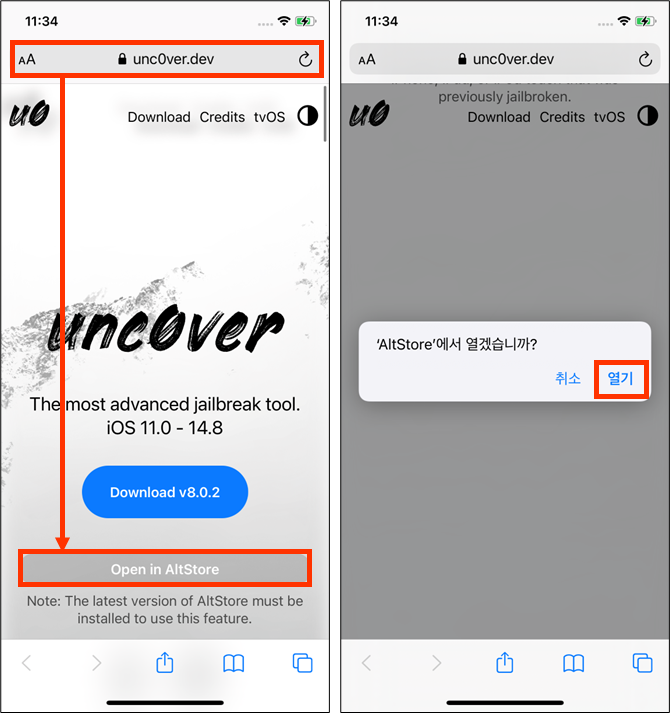 11:34
AA unc0ver.dev
u0 Download Credits tvOS
unc0ver
The most advanced jailbreak tool.
iOS 11.0 - 14.8
Download v8.0.2
Open in AltStore
Note: The latest version of AltStore must be
installed to use this feature.
11:34
AA unc0ver.dev
previously jailbroken.
u0 Download Credits tvOS
‘AltStore’에서 열겠습니까?
취소 열기